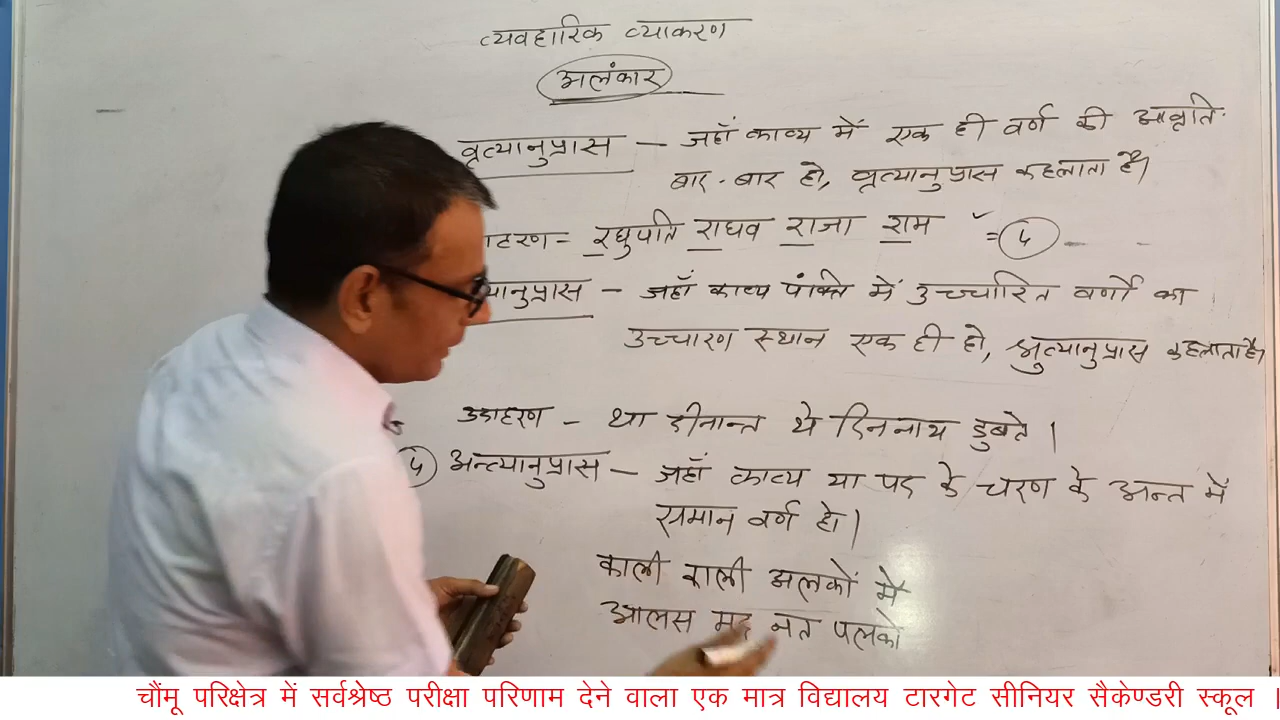 व्यवहारिक व्याकरण
अलंकार
वृत्यानुप्रास – जहाँ काव्य में एक ही वर्ण की आवृति
बार-बार हो, वृत्यानुप्रास कहलाता है।
रघुपति राघव राजा राम = ५
यानुप्रास – जहाँ काव्य पंक्ति में उच्चारित वर्णों का
उच्चारण स्थान एक ही हो, श्रुत्यानुप्रास कहलाता है।
उदाहरण – था दीनान्त थे दिननाथ डुबते।
५ अन्त्यानुप्रास – जहाँ काव्य या पद के चरण के अन्त में
समान वर्ण हो।
काली काली अलकों में
आलस मद नत पलकों
चौंमू परिक्षेत्र में सर्वश्रेष्ठ परीक्षा परिणाम देने वाला एक मात्र विद्यालय टारगेट सीनियर सैकेण्डरी स्कूल ।